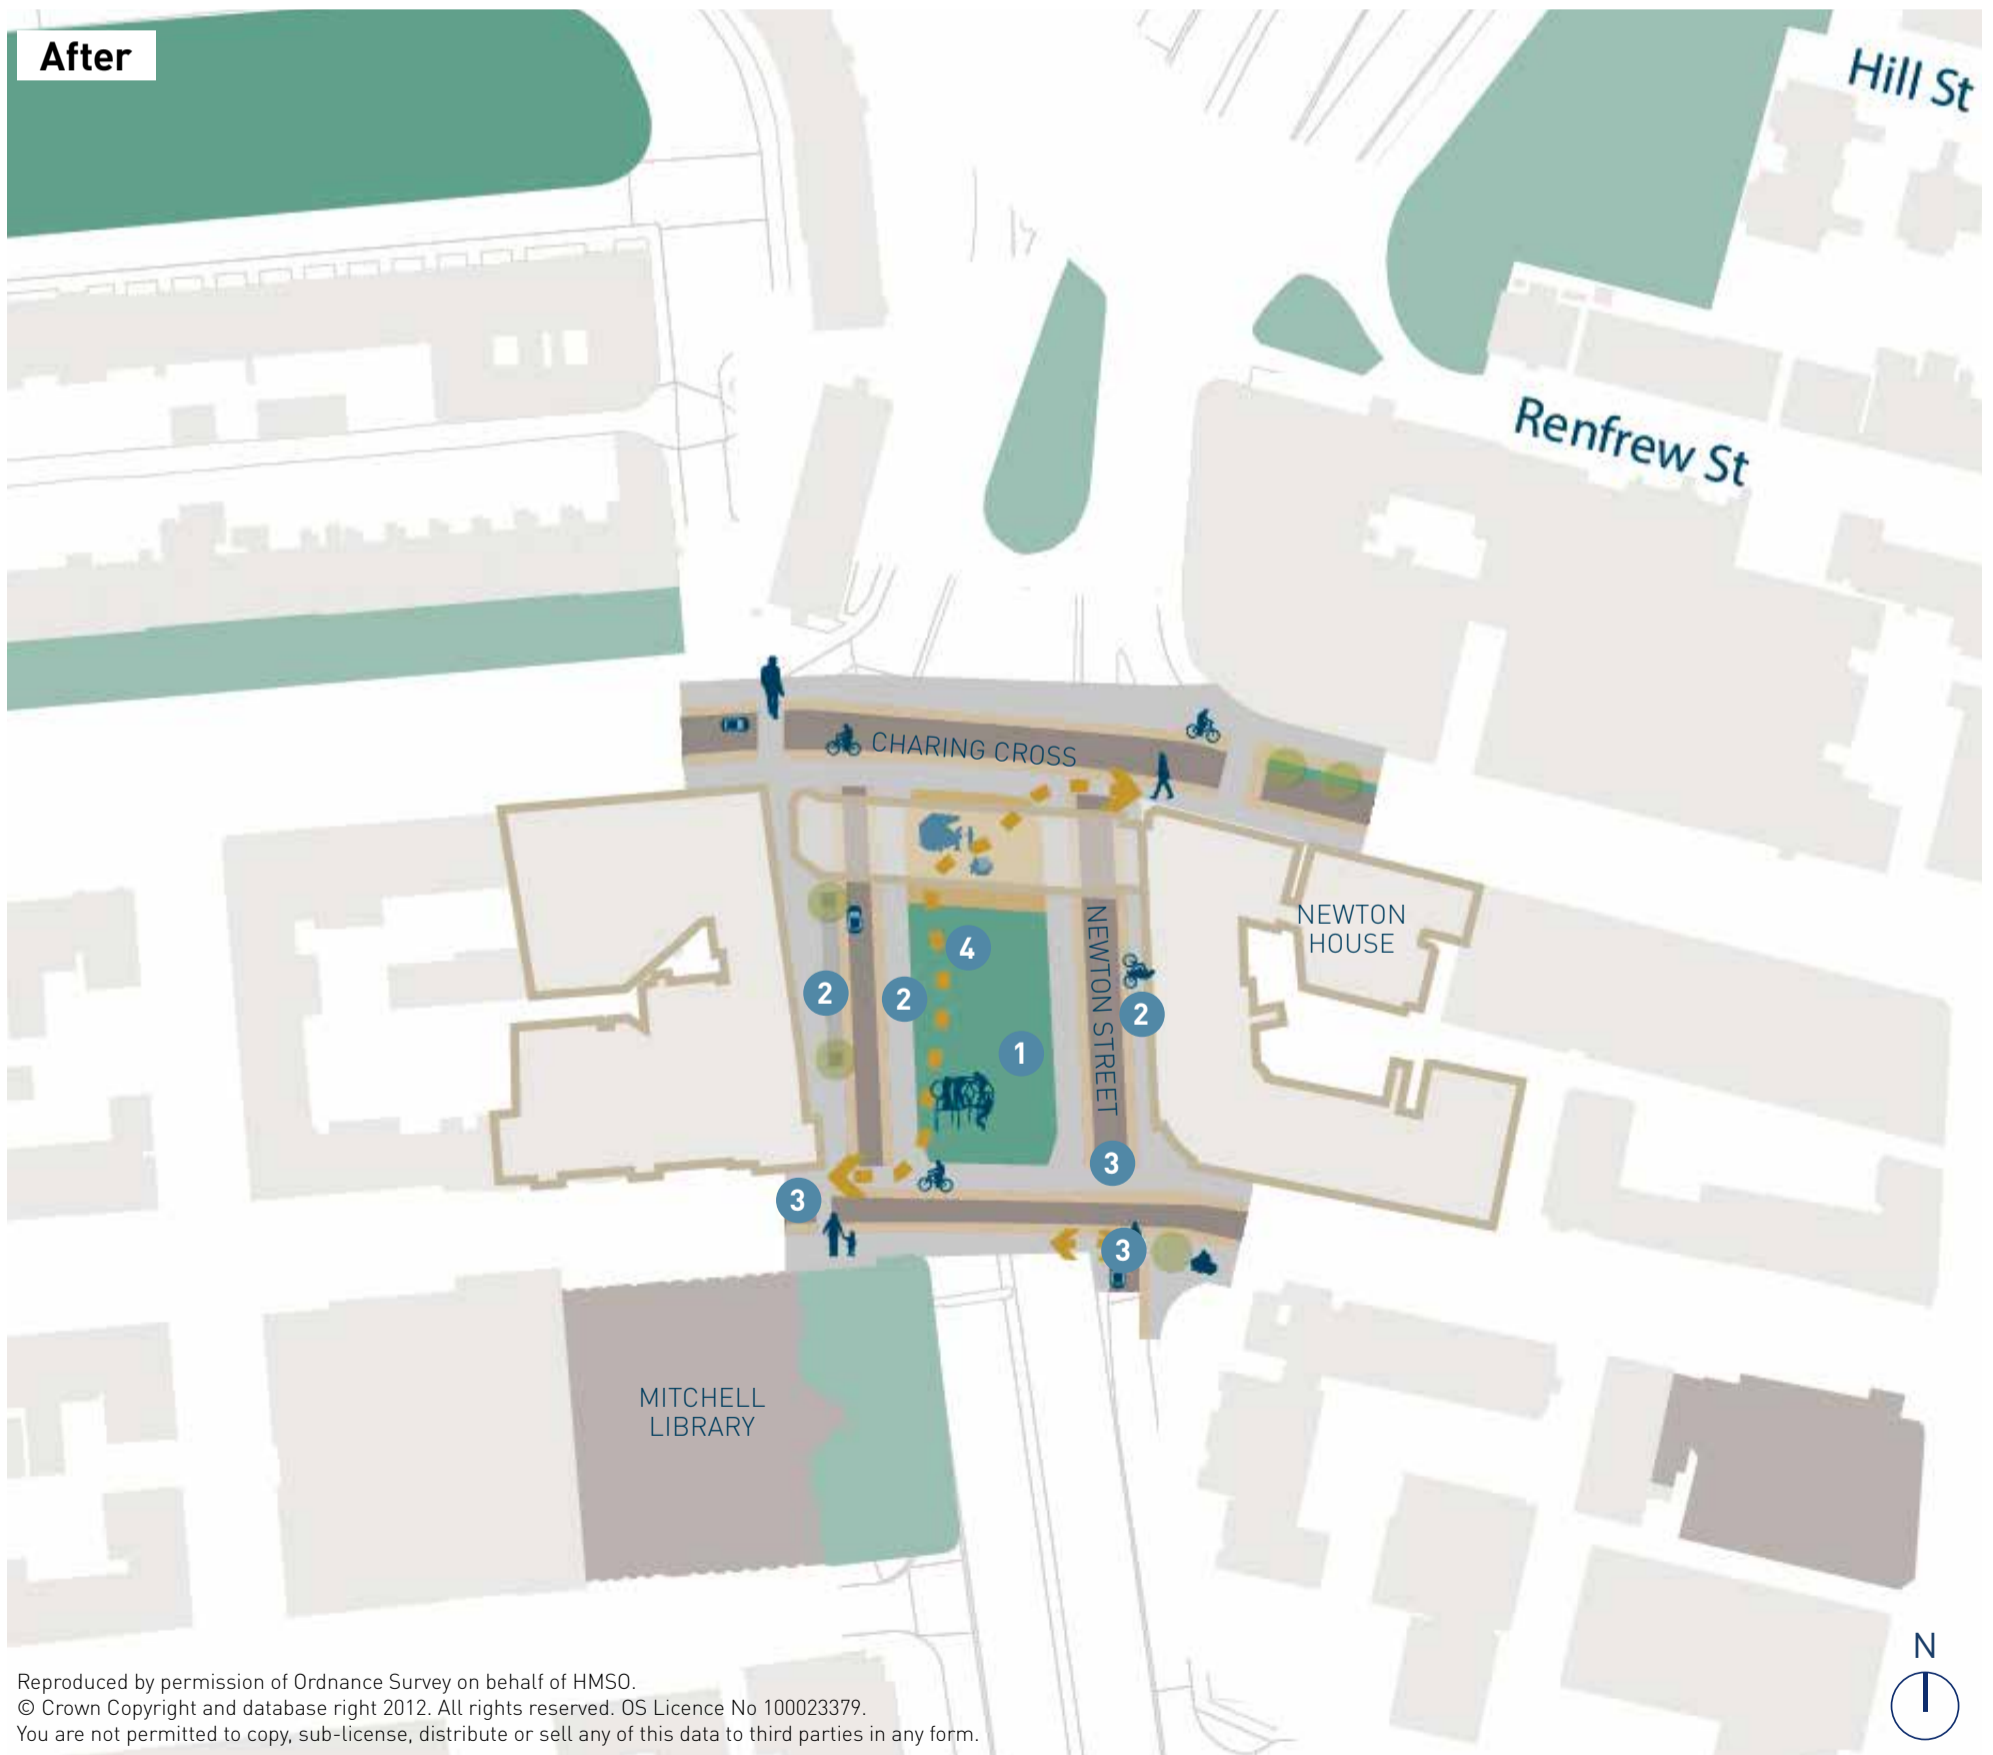 After
Hill St
Renfrew St
CHARING CROSS
NEWTON
HOUSE
NEWTON STREET
4
2
2
2
1
3
3
3
MITCHELL
LIBRARY
N
Reproduced by permission of Ordnance Survey on behalf of HMSO.
© Crown Copyright and database right 2012. All rights reserved. OS Licence No 100023379.
You are not permitted to copy, sub-license, distribute or sell any of this data to third parties in any form.